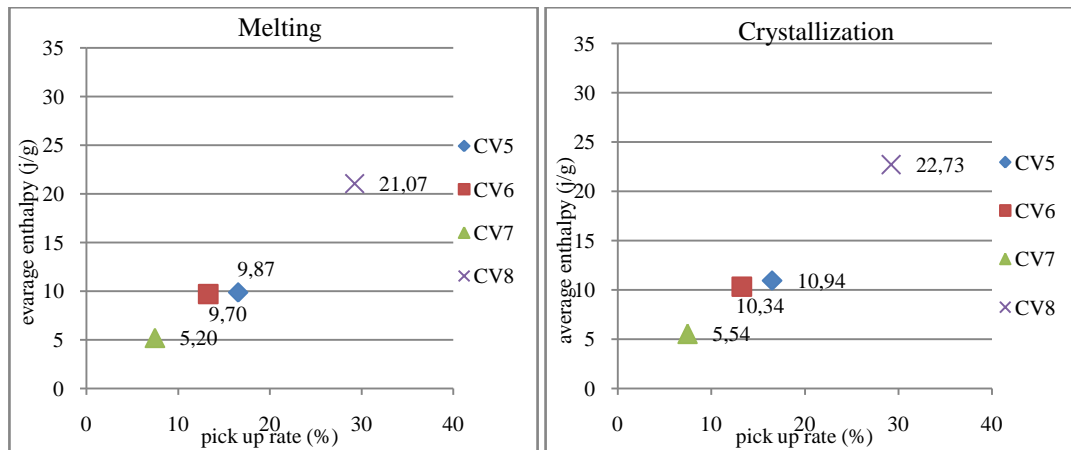 Melting
35
30
25
20
15
10
5
0
evarage enthalpy (j/g)
21,07
9,87
9,70
5,20
0 10 20 30 40
pick up rate (%)
CV5
CV6
CV7
CV8
Crystallization
35
30
25
20
15
10
5
0
average enthalpy (j/g)
22,73
10,94
10,34
5,54
0 10 20 30 40
pick up rate (%)
CV5
CV6
CV7
CV8